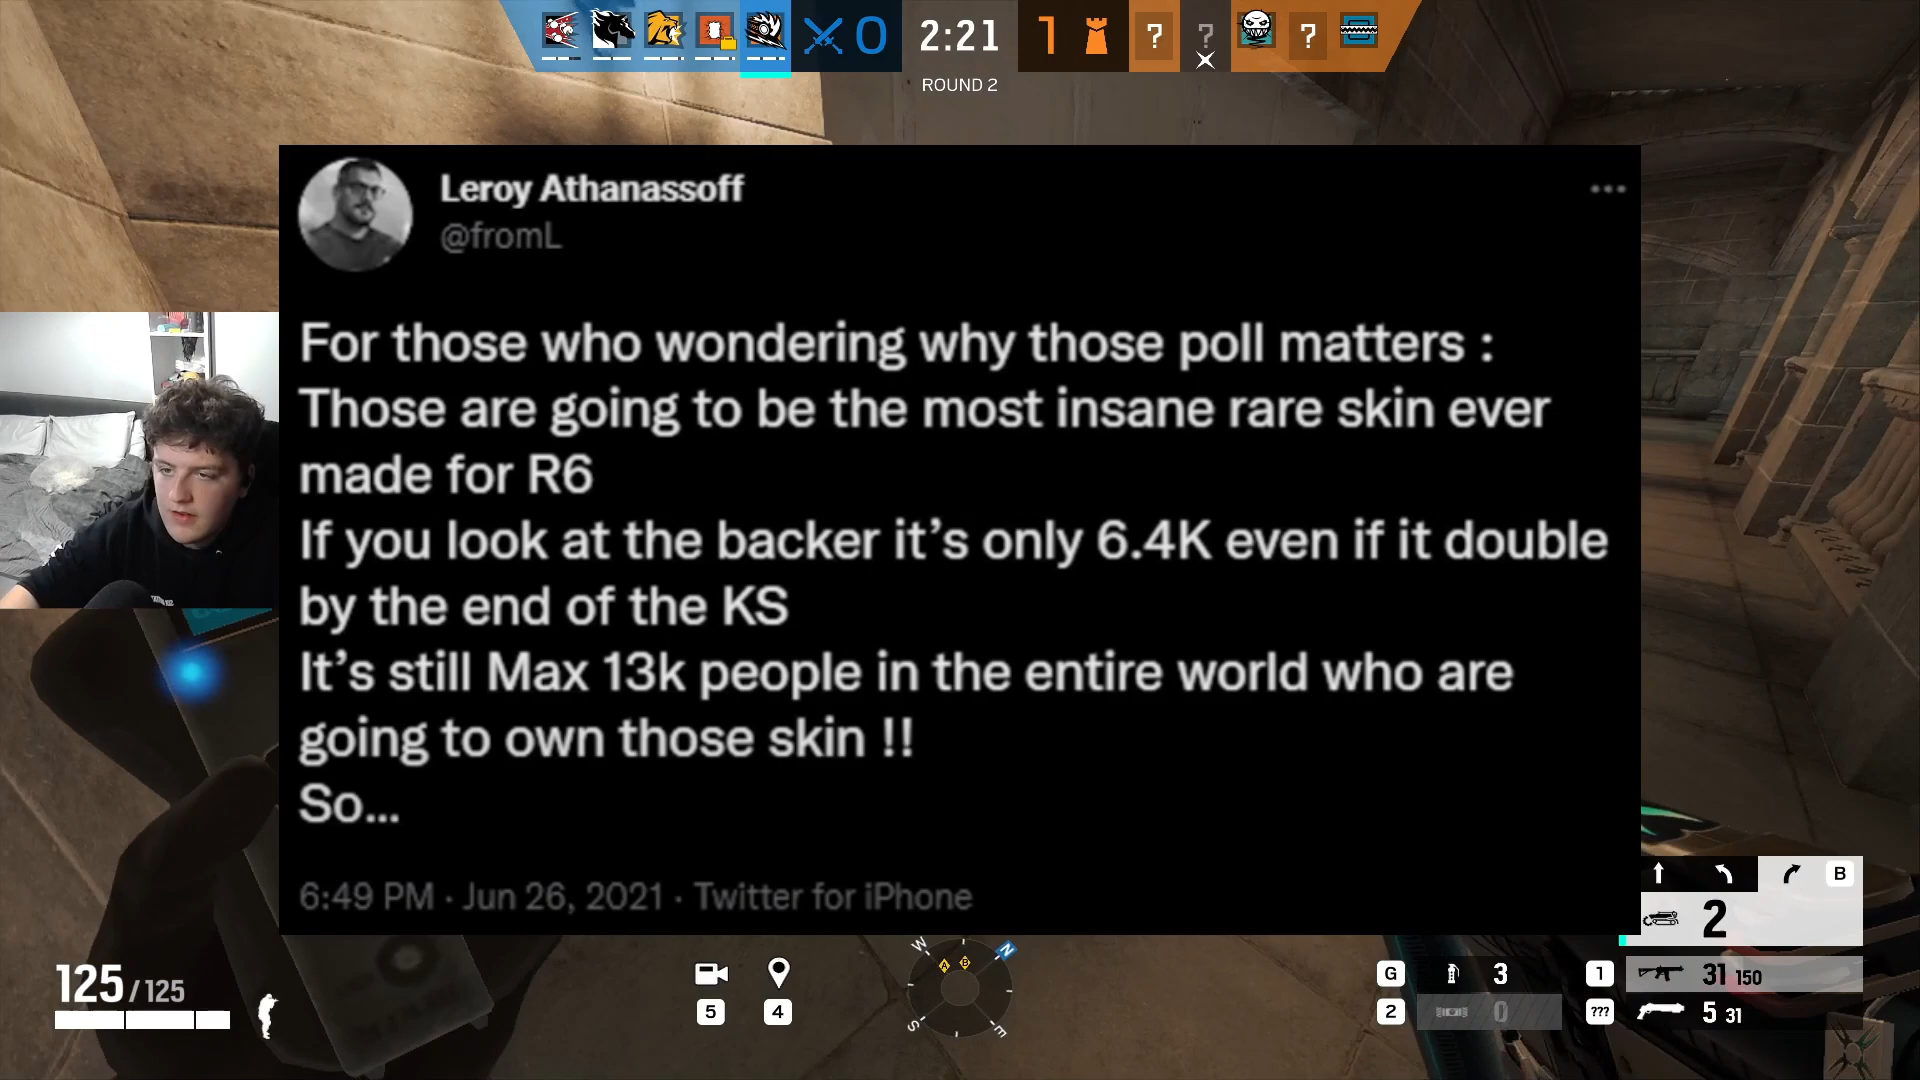 0
2:21
1
?
?
?
ROUND 2
Leroy Athanassoff
@fromL
For those who wondering why those poll matters :
Those are going to be the most insane rare skin ever
made for R6
If you look at the backer it’s only 6.4K even if it double
by the end of the KS
It’s still Max 13k people in the entire world who are
going to own those skin !!
So...
6:49 PM · Jun 26, 2021 · Twitter for iPhone
B
2
W
N
A
B
S
E
125/125
5
4
G
3
1
31 150
2
0
???
5 31